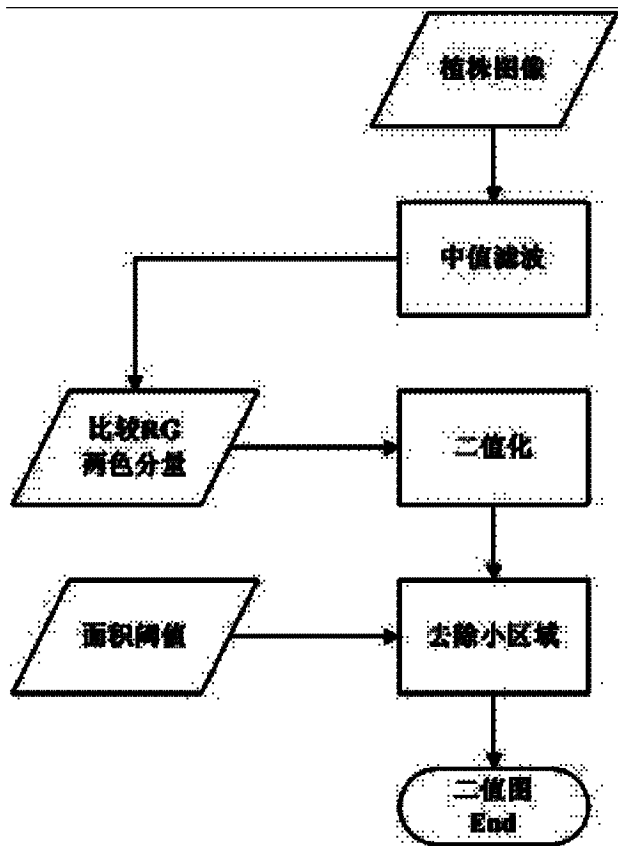 植株图像
中值滤波
比较RG
两色分量
二值化
面积阈值
去除小区域
二值图
End